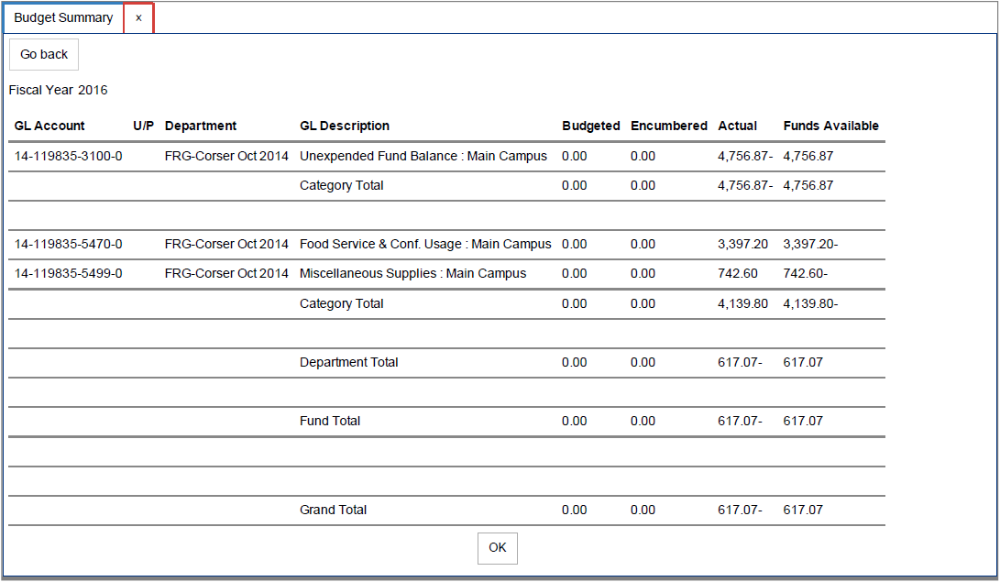 Budget Summary x
Go back
Fiscal Year 2016
GL Account U/P Department GL Description Budgeted Encumbered Actual Funds Available
14-119835-3100-0 FRG-Corser Oct 2014 Unexpended Fund Balance : Main Campus 0.00 0.00 4,756.87- 4,756.87
Category Total 0.00 0.00 4,756.87- 4,756.87
14-119835-5470-0 FRG-Corser Oct 2014 Food Service & Conf. Usage : Main Campus 0.00 0.00 3,397.20 3,397.20-
14-119835-5499-0 FRG-Corser Oct 2014 Miscellaneous Supplies : Main Campus 0.00 0.00 742.60 742.60-
Category Total 0.00 0.00 4,139.80 4,139.80-
Department Total 0.00 0.00 617.07- 617.07
Fund Total 0.00 0.00 617.07- 617.07
Grand Total 0.00 0.00 617.07- 617.07
OK